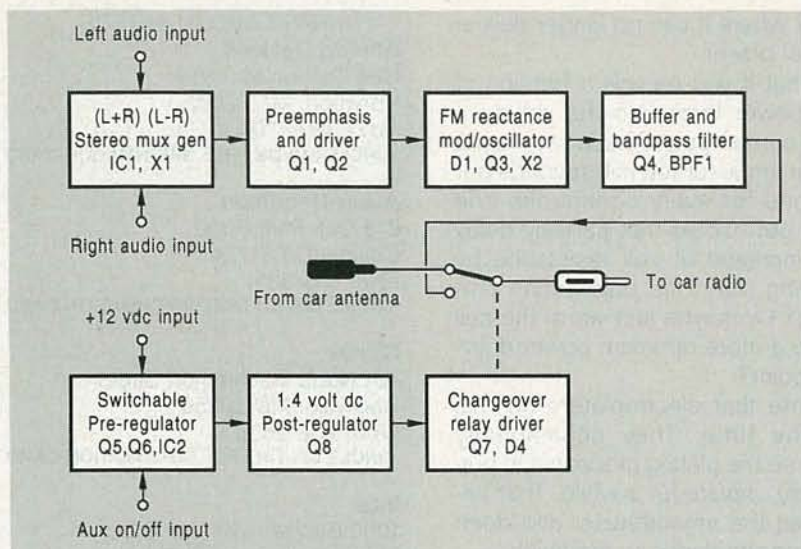 Left audio input
(L+R) (L-R)
Stereo mux gen
IC1, X1
Preemphasis
and driver
Q1, Q2
FM reactance
mod/oscillator
D1, Q3, X2
Buffer and
bandpass filter
Q4, BPF1
Right audio input
From car antenna
To car radio
+12 vdc input
Switchable
Pre-regulator
Q5,Q6,IC2
1.4 volt dc
Post-regulator
Q8
Changeover
relay driver
Q7, D4
Aux on/off input